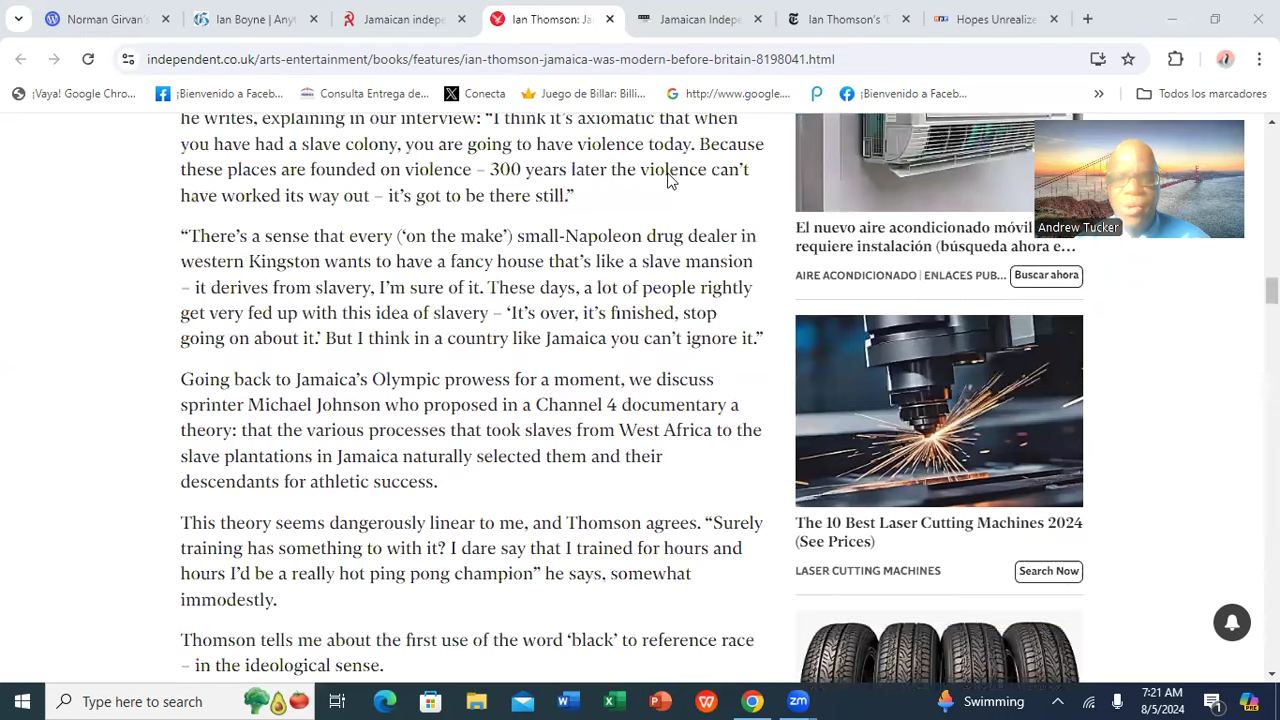 Norman Girvan's
Ian Boyne | Any
Jamaican indepe
Ian Thomson: Ja
Jamaican Indepe
Ian Thomson's 'D
Hopes Unrealize
independent.co.uk/arts-entertainment/books/features/ian-thomson-jamaica-was-modern-before-britain-8198041.html
¡Vaya! Google Chro...
¡Bienvenido a Faceb...
Consulta Entrega de...
Conecta
Juego de Billar: Billi...
http://www.google....
¡Bienvenido a Faceb...
Todos los marcadores
he writes, explaining in our interview: “I think it’s axiomatic that when
you have had a slave colony, you are going to have violence today. Because
these places are founded on violence – 300 years later the violence can’t
have worked its way out – it’s got to be there still.”
“There’s a sense that every (‘on the make’) small-Napoleon drug dealer in
western Kingston wants to have a fancy house that’s like a slave mansion
– it derives from slavery, I’m sure of it. These days, a lot of people rightly
get very fed up with this idea of slavery – ‘It’s over, it’s finished, stop
going on about it.’ But I think in a country like Jamaica you can’t ignore it.”
Going back to Jamaica’s Olympic prowess for a moment, we discuss
sprinter Michael Johnson who proposed in a Channel 4 documentary a
theory: that the various processes that took slaves from West Africa to the
slave plantations in Jamaica naturally selected them and their
descendants for athletic success.
This theory seems dangerously linear to me, and Thomson agrees. “Surely
training has something to with it? I dare say that I trained for hours and
hours I’d be a really hot ping pong champion” he says, somewhat
immodestly.
Thomson tells me about the first use of the word ‘black’ to reference race
– in the ideological sense.
Andrew Tucker
El nuevo aire acondicionado móvil
requiere instalación (búsqueda ahora e...
AIRE ACONDICIONADO | ENLACES PUB...
Buscar ahora
The 10 Best Laser Cutting Machines 2024
(See Prices)
LASER CUTTING MACHINES
Search Now
Type here to search
Swimming
7:21 AM
8/5/2024